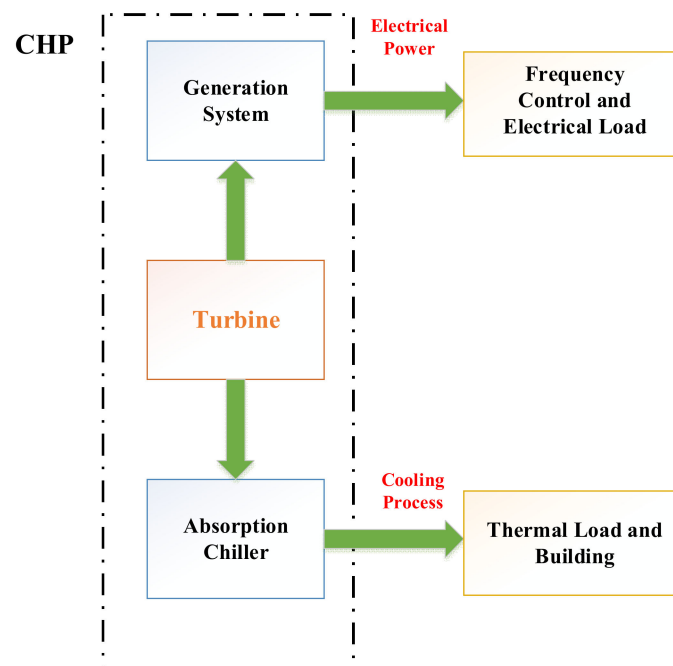 CHP
Electrical
Power
Generation
System
Frequency
Control and
Electrical Load
Turbine
Cooling
Process
Absorption
Chiller
Thermal Load and
Building